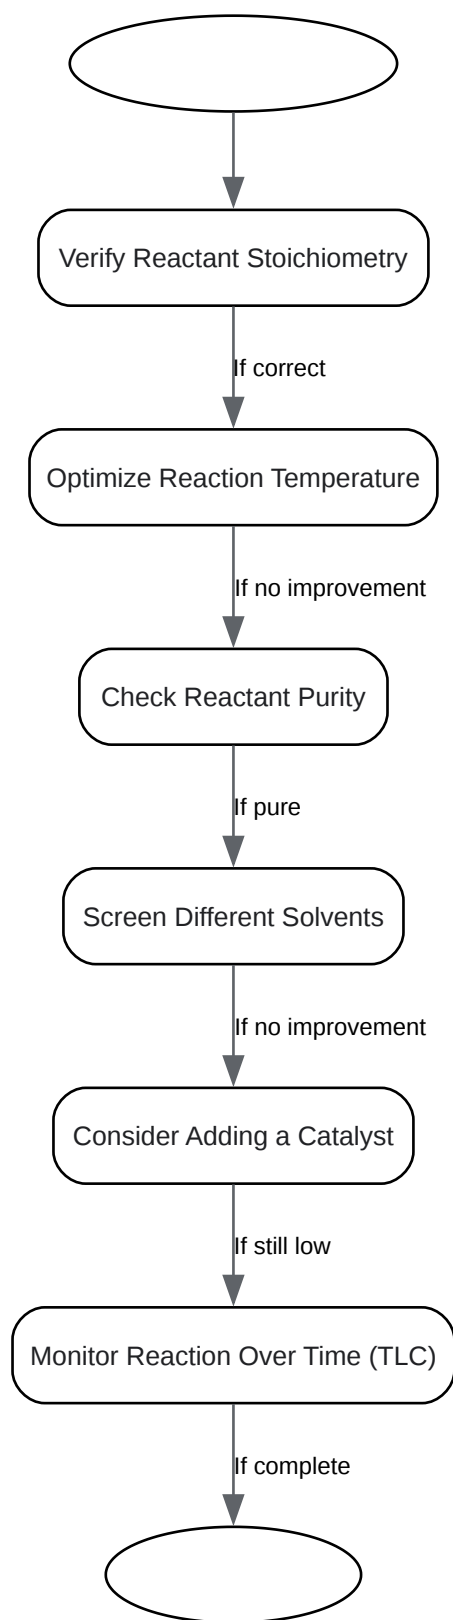 Verify Reactant Stoichiometry
If correct
Optimize Reaction Temperature
If no improvement
Check Reactant Purity
If pure
Screen Different Solvents
If no improvement
Consider Adding a Catalyst
If still low
Monitor Reaction Over Time (TLC)
If complete